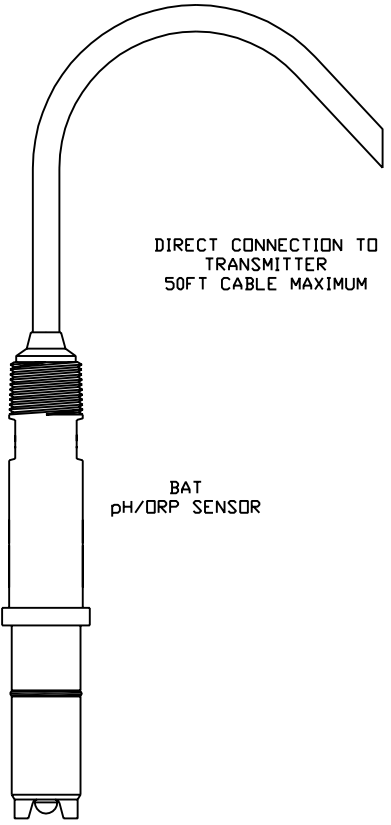 DIRECT CONNECTION TO
TRANSMITTER
50FT CABLE MAXIMUM
BAT
pH/ORP SENSOR